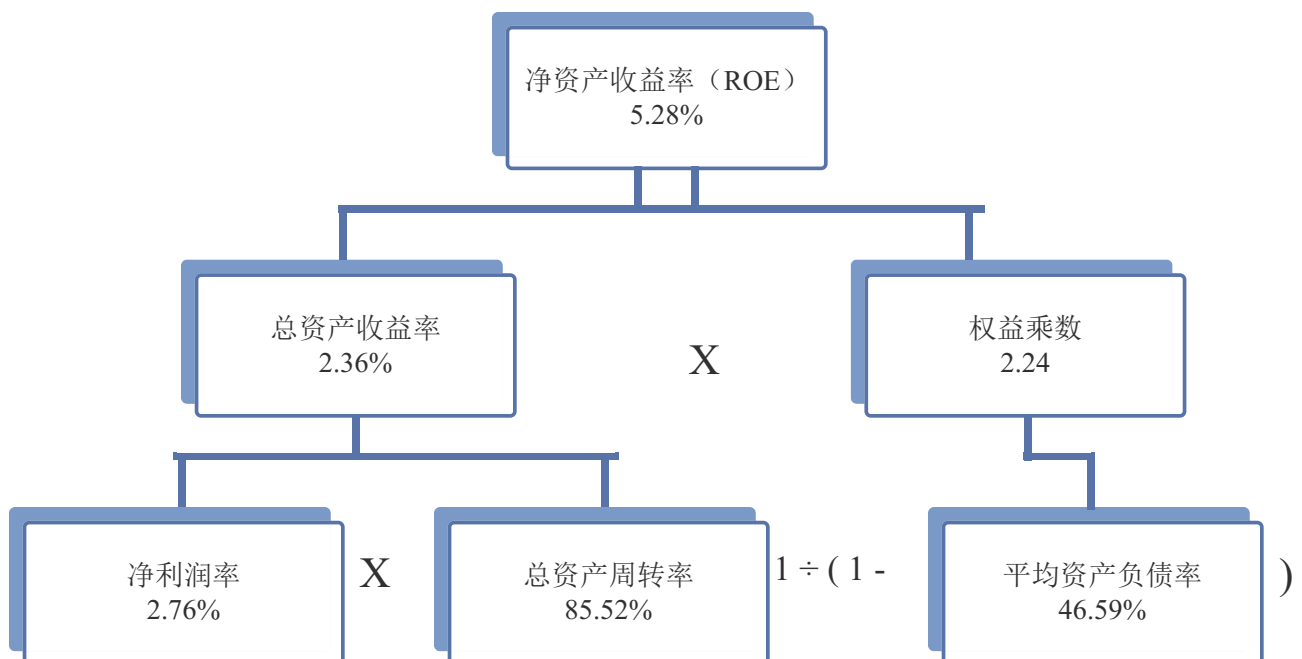 净资产收益率（ROE）
5.28%
总资产收益率
2.36%
X
权益乘数
2.24
净利润率
2.76%
X
总资产周转率
85.52%
1 ÷ ( 1 -
平均资产负债率
46.59%
)